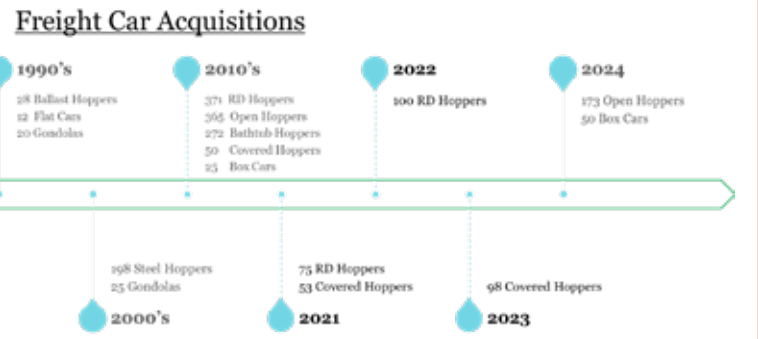 Freight Car Acquisitions
1990's
28 Ballast Hoppers
12 Flat Cars
20 Gondolas
2010's
371 RD Hoppers
365 Open Hoppers
272 Bathtub Hoppers
50 Covered Hoppers
25 Box Cars
2022
100 RD Hoppers
2024
173 Open Hoppers
50 Box Cars
198 Steel Hoppers
25 Gondolas
2000's
75 RD Hoppers
53 Covered Hoppers
2021
98 Covered Hoppers
2023